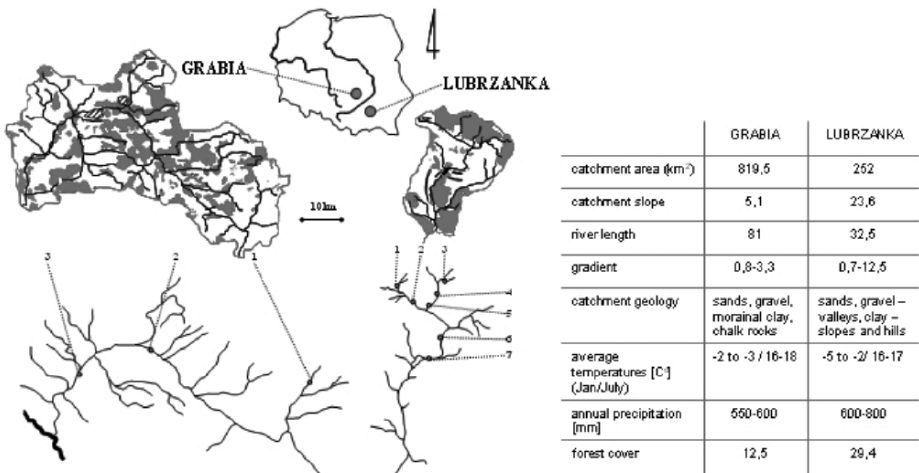 GRABIA
LUBRZANKA
10km
3
2
1
1
2
3
4
5
6
7
GRABIA LUBRZANKA
catchment area (km²) 819,5 252
catchment slope 5,1 23,6
river length 81 32,5
gradient 0,8-3,3 0,7-12,5
catchment geology sands, gravel, sands, gravel –
morainal clay, valleys, clay –
chalk rocks slopes and hills
average -2 to -3 / 16-18 -5 to -2/ 16-17
temperatures
(Jan/July)
annual precipitation 550-600 600-800
[mm]
forest cover 12,5 29,4